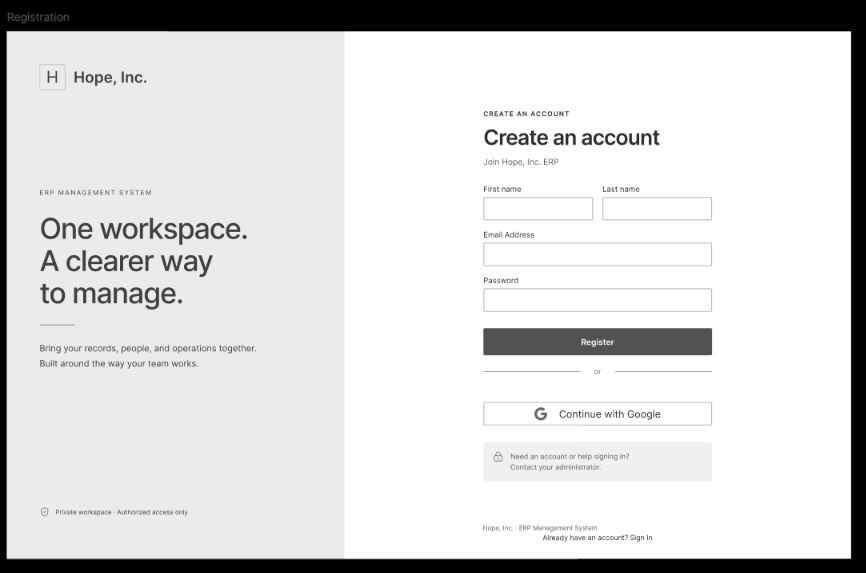 Registration
H Hope, Inc.
ERP MANAGEMENT SYSTEM
One workspace.
A clearer way
to manage.
Bring your records, people, and operations together.
Built around the way your team works.
Private workspace · Authorized access only
CREATE AN ACCOUNT
Create an account
Join Hope, Inc. ERP
First name Last name
Email Address
Password
Register
or
G Continue with Google
Need an account or help signing in?
Contact your administrator.
Hope, Inc. · ERP Management System
Already have an account? Sign In